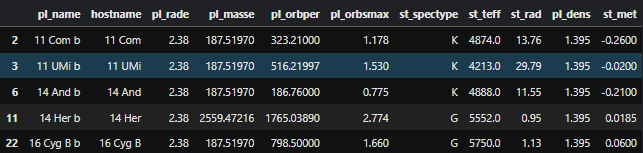 pl_name hostname pl_rade pl_masse pl_orbper pl_orbsmax st_spectype st_teff st_rad pl_dens st_met
2 11 Com b 11 Com 2.38 187.51970 323.21000 1.178 K 4874.0 13.76 1.395 -0.2600
3 11 UMi b 11 UMi 2.38 187.51970 516.21997 1.530 K 4213.0 29.79 1.395 -0.0200
6 14 And b 14 And 2.38 187.51970 186.76000 0.775 K 4888.0 11.55 1.395 -0.2100
11 14 Her b 14 Her 2.38 2559.47216 1765.03890 2.774 G 5552.0 0.95 1.395 0.0185
22 16 Cyg B b 16 Cyg B 2.38 187.51970 798.50000 1.660 G 5750.0 1.13 1.395 0.0600